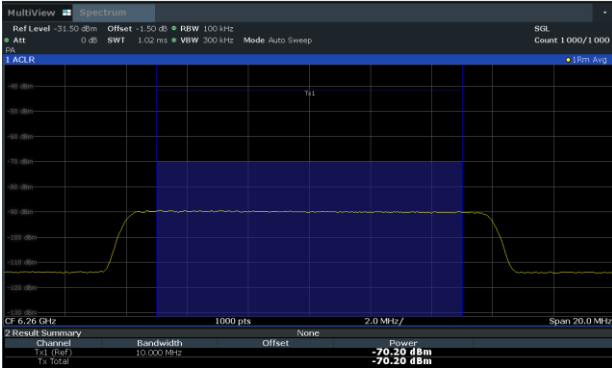 MultiView Spectrum
Ref Level -31.50 dBm Offset -1.50 dB RBW 100 kHz SGL
Att 0 dB SWT 1.02 ms VBW 300 kHz Mode Auto Sweep Count 1000/1000
PA
1 ACLR 1Rm Avg
-40 dBm
Tx1
-50 dBm
-60 dBm
-70 dBm
-80 dBm
-90 dBm
-100 dBm
-110 dBm
-120 dBm
-130 dBm
CF 6.26 GHz 1000 pts 2.0 MHz/ Span 20.0 MHz
2 Result Summary None
Channel Bandwidth Offset Power
Tx1 (Ref) 10.000 MHz -70.20 dBm
Tx Total -70.20 dBm